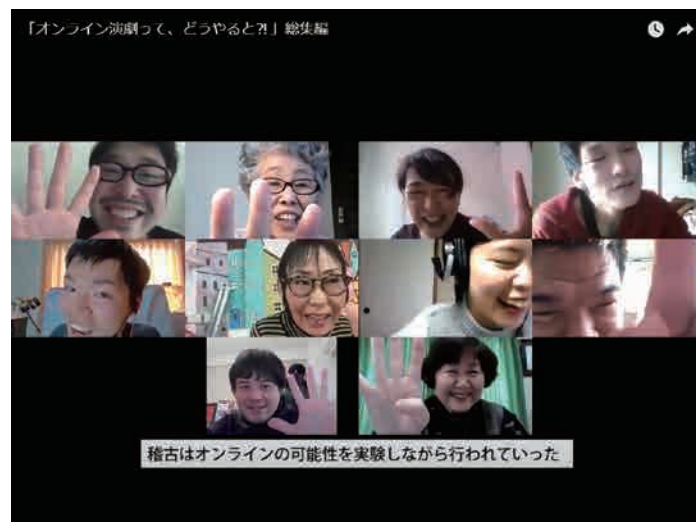 「オンライン演劇って、どうやると?!」総集編
稽古はオンラインの可能性を実験しながら行われていった